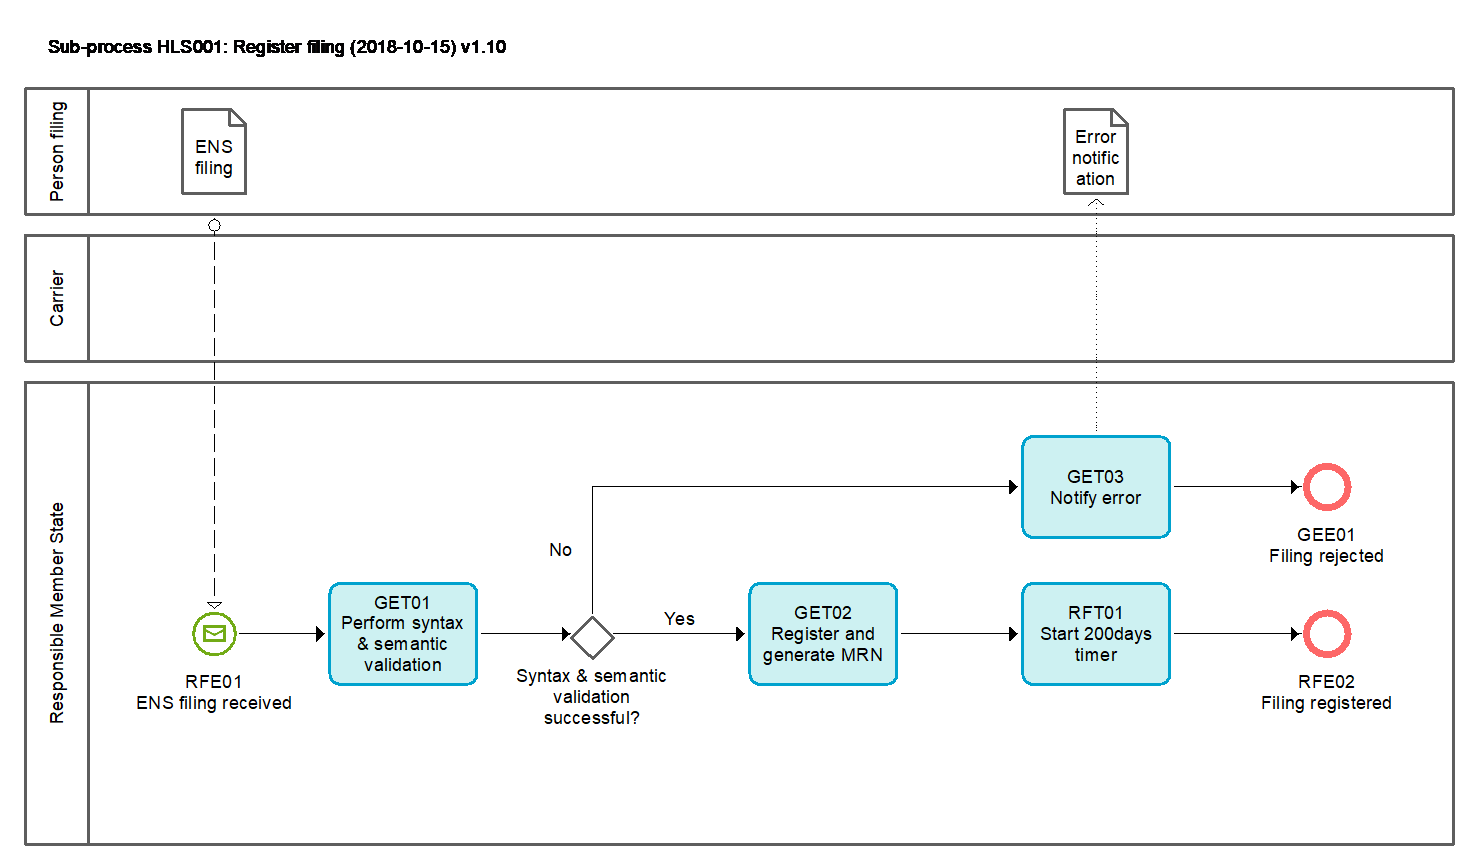 Sub-process HLS001: Register filing (2018-10-15) v1.10
Person filing
ENS
filing
Error
notific
ation
Carrier
Responsible Member State
GET03
Notify error
GEE01
Filing rejected
No
RFE01
ENS filing received
GET01
Perform syntax
& semantic
validation
Syntax & semantic
validation
successful?
Yes
GET02
Register and
generate MRN
RFT01
Start 200days
timer
RFE02
Filing registered